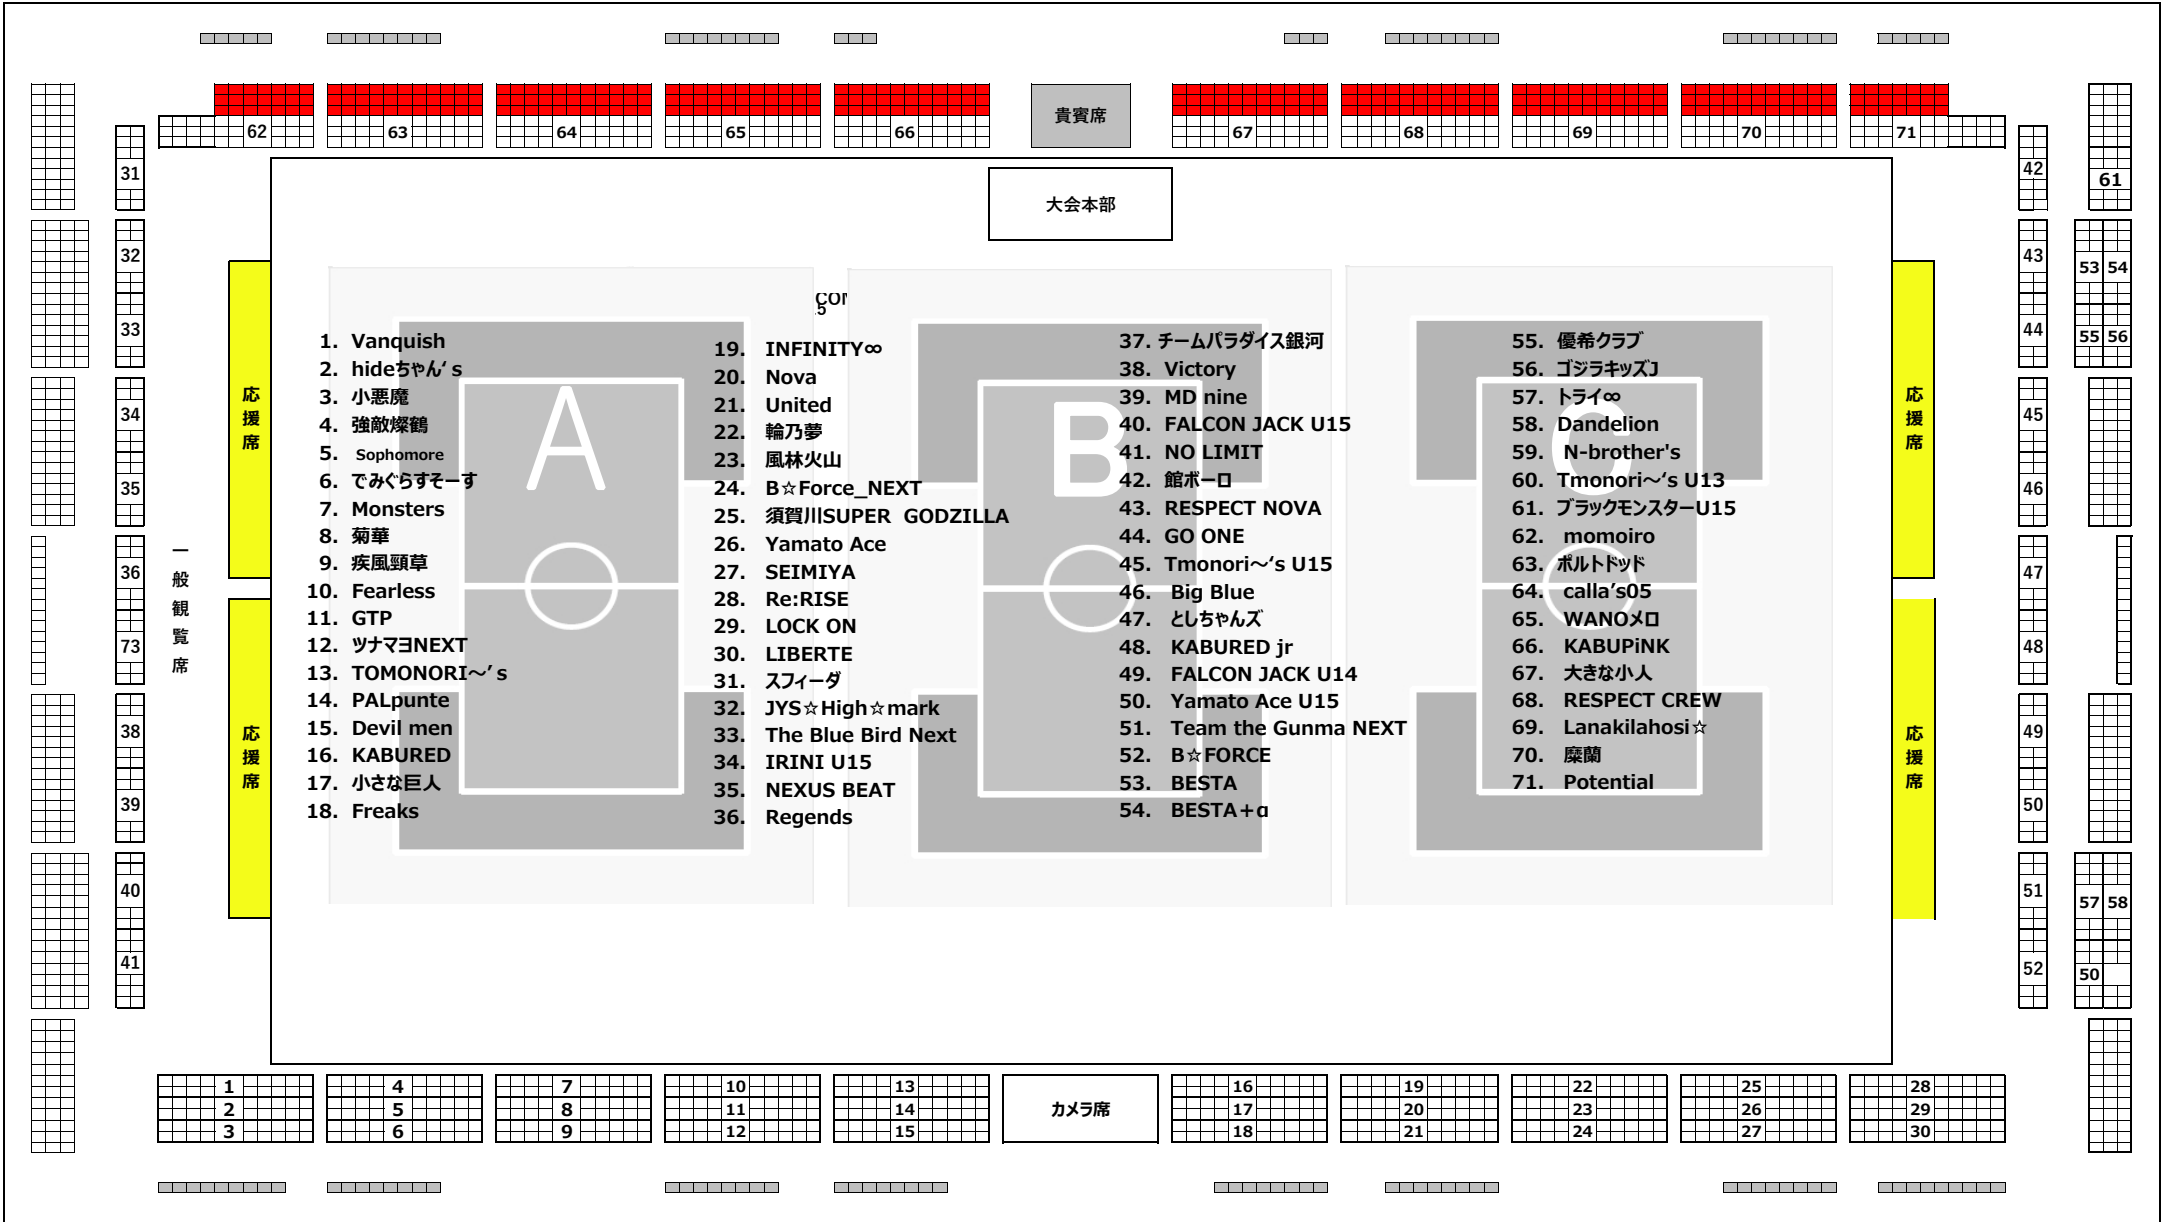 62
63
64
65
66
貴賓席
67
68
69
70
71
31
32
33
34
35
36
73
38
39
40
41
一般観覧席
応援席
応援席
大会本部
A
B
C
1. Vanquish
2. hideちゃん‘s
3. 小悪魔
4. 強敵燦鶴
5. Sophomore
6. でみぐらすそーす
7. Monsters
8. 菊華
9. 疾風頸草
10. Fearless
11. GTP
12. ツナマヨNEXT
13. TOMONORI～’s
14. PALpunte
15. Devil men
16. KABURED
17. 小さな巨人
18. Freaks
19. INFINITY∞
20. Nova
21. United
22. 輪乃夢
23. 風林火山
24. B☆Force_NEXT
25. 須賀川SUPER GODZILLA
26. Yamato Ace
27. SEIMIYA
28. Re:RISE
29. LOCK ON
30. LIBERTE
31. スフィーダ
32. JYS☆High☆mark
33. The Blue Bird Next
34. IRINI U15
35. NEXUS BEAT
36. Regends
37. チームパラダイス銀河
38. Victory
39. MD nine
40. FALCON JACK U15
41. NO LIMIT
42. 館ボーロ
43. RESPECT NOVA
44. GO ONE
45. Tmonori～‘s U15
46. Big Blue
47. としちゃんズ
48. KABURED jr
49. FALCON JACK U14
50. Yamato Ace U15
51. Team the Gunma NEXT
52. B☆FORCE
53. BESTA
54. BESTA＋α
55. 優希クラブ
56. ゴジラキッズJ
57. トライ∞
58. Dandelion
59. N-brother's
60. Tmonori～‘s U13
61. ブラックモンスターU15
62. momoiro
63. ポルトドッド
64. calla’s05
65. WANOメロ
66. KABUPiNK
67. 大きな小人
68. RESPECT CREW
69. Lanakilahosi☆
70. 糜蘭
71. Potential
応援席
応援席
42
43
44
45
46
47
48
49
50
51
52
61
53 54
55 56
57 58
50
1
2
3
4
5
6
7
8
9
10
11
12
13
14
15
カメラ席
16
17
18
19
20
21
22
23
24
25
26
27
28
29
30